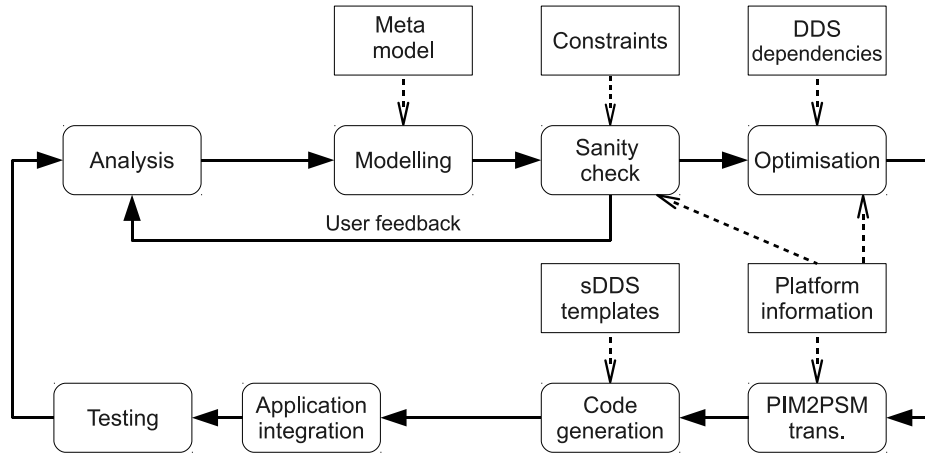 Meta
model
Constraints
DDS
dependencies
Analysis
Modelling
Sanity
check
Optimisation
User feedback
sDDS
templates
Platform
information
Testing
Application
integration
Code
generation
PIM2PSM
trans.